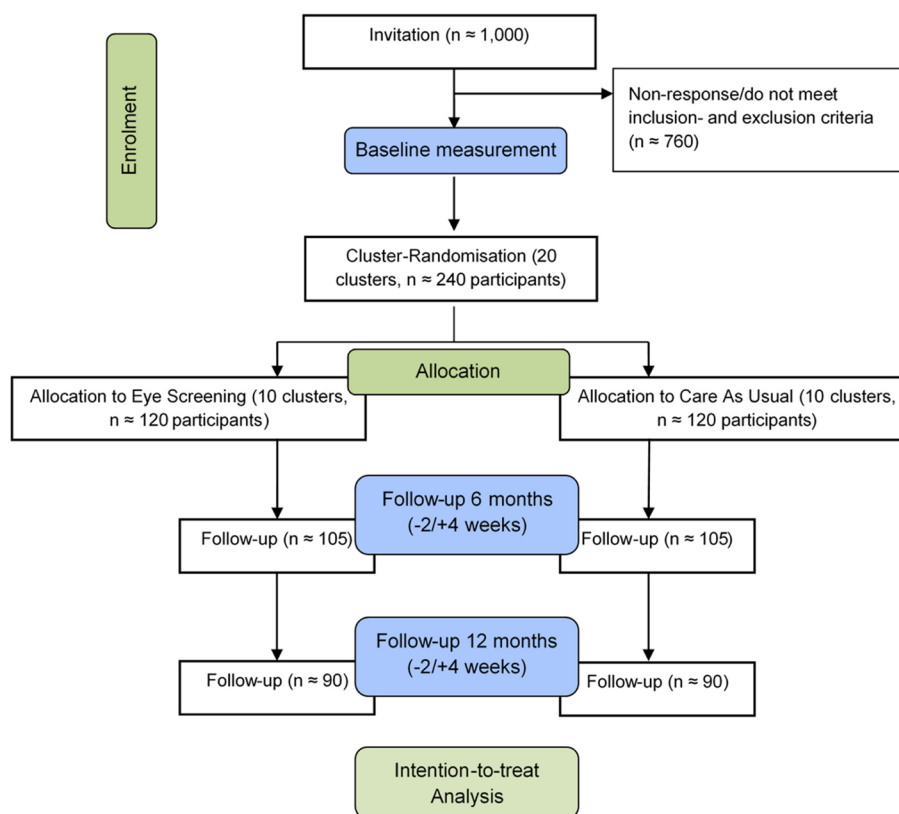 Enrolment
Invitation (n ≈ 1,000)
Non-response/do not meet
inclusion- and exclusion criteria
(n ≈ 760)
Baseline measurement
Cluster-Randomisation (20
clusters, n ≈ 240 participants)
Allocation
Allocation to Eye Screening (10 clusters,
n ≈ 120 participants)
Allocation to Care As Usual (10 clusters,
n ≈ 120 participants)
Follow-up 6 months
(-2/+4 weeks)
Follow-up (n ≈ 105)
Follow-up (n ≈ 105)
Follow-up 12 months
(-2/+4 weeks)
Follow-up (n ≈ 90)
Follow-up (n ≈ 90)
Intention-to-treat
Analysis